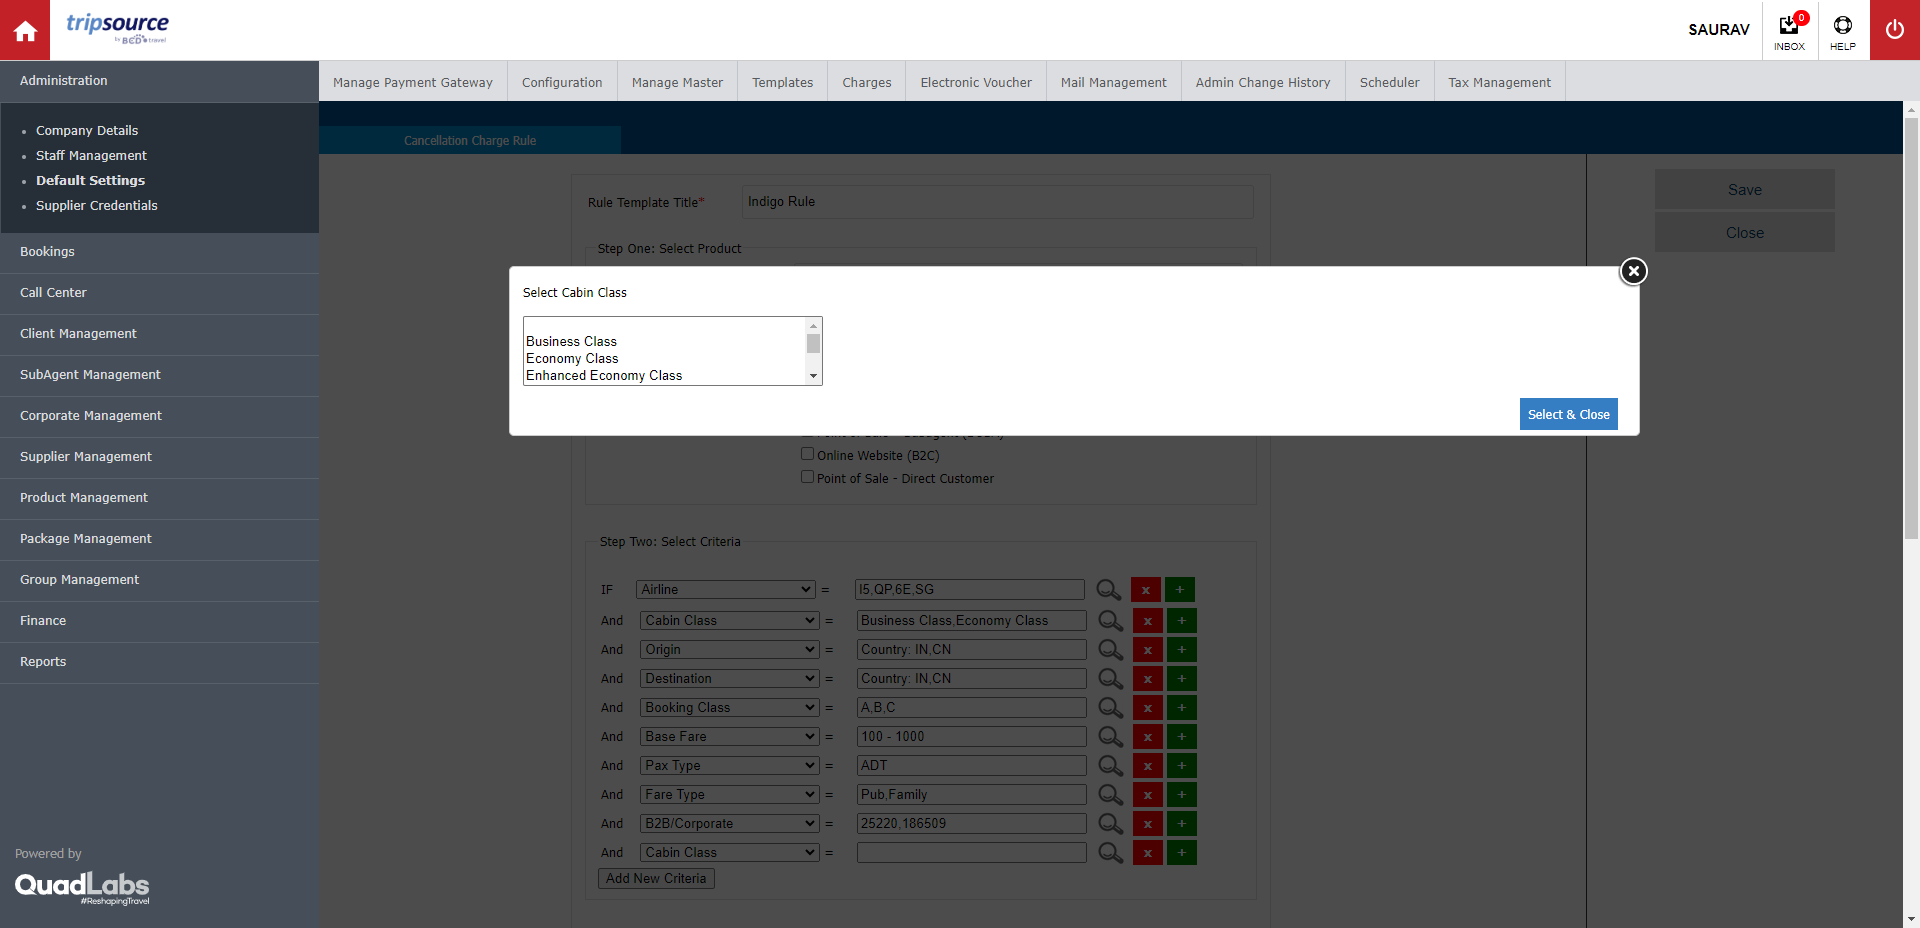 tripsource
by BCD travel
SAURAV
0
INBOX
HELP
Administration
Manage Payment Gateway
Configuration
Manage Master
Templates
Charges
Electronic Voucher
Mail Management
Admin Change History
Scheduler
Tax Management
Company Details
Staff Management
Default Settings
Supplier Credentials
Bookings
Call Center
Client Management
SubAgent Management
Corporate Management
Supplier Management
Product Management
Package Management
Group Management
Finance
Reports
Powered by
QuadLabs
#ReshapingTravel
Cancellation Charge Rule
Save
Close
Rule Template Title* Indigo Rule
Step One: Select Product
Select Cabin Class
Business Class
Economy Class
Enhanced Economy Class
Select & Close
Online Website (B2C)
Point of Sale - Direct Customer
Step Two: Select Criteria
IF Airline = I5,QP,6E,SG x +
And Cabin Class = Business Class,Economy Class x +
And Origin = Country: IN,CN x +
And Destination = Country: IN,CN x +
And Booking Class = A,B,C x +
And Base Fare = 100 - 1000 x +
And Pax Type = ADT x +
And Fare Type = Pub,Family x +
And B2B/Corporate = 25220,186509 x +
And Cabin Class = x +
Add New Criteria